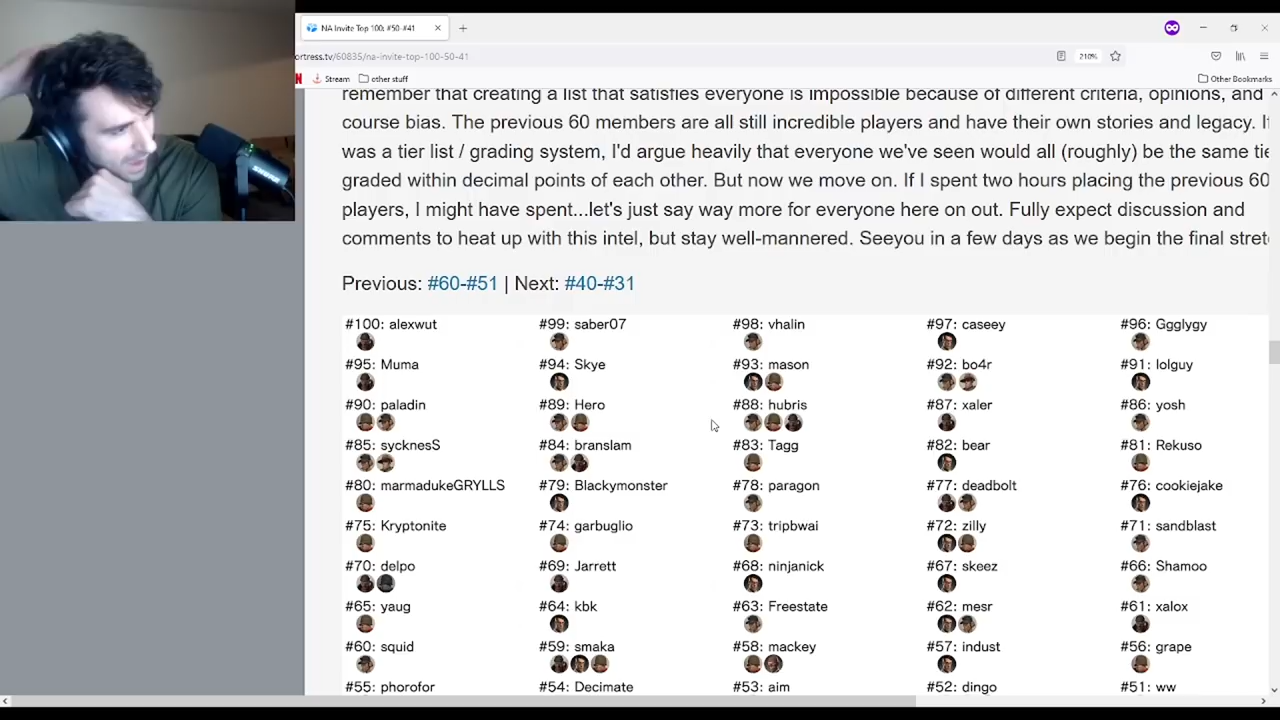 NA Invite Top 100: #50-#41
ortress.tv/60835/na-invite-top-100-50-41
210%
Stream other stuff Other Bookmarks
remember that creating a list that satisfies everyone is impossible because of different criteria, opinions, and
course bias. The previous 60 members are all still incredible players and have their own stories and legacy. If
was a tier list / grading system, I'd argue heavily that everyone we've seen would all (roughly) be the same tie
graded within decimal points of each other. But now we move on. If I spent two hours placing the previous 60
players, I might have spent...let's just say way more for everyone here on out. Fully expect discussion and
comments to heat up with this intel, but stay well-mannered. Seeyou in a few days as we begin the final stret
Previous: #60-#51 | Next: #40-#31
#100: alexwut #99: saber07 #98: vhalin #97: caseey #96: Ggglygy
#95: Muma #94: Skye #93: mason #92: bo4r #91: lolguy
#90: paladin #89: Hero #88: hubris #87: xaler #86: yosh
#85: sycknesS #84: branslam #83: Tagg #82: bear #81: Rekuso
#80: marmadukeGRYLLS #79: Blackymonster #78: paragon #77: deadbolt #76: cookiejake
#75: Kryptonite #74: garbuglio #73: tripbwai #72: zilly #71: sandblast
#70: delpo #69: Jarrett #68: ninjanick #67: skeez #66: Shamoo
#65: yaug #64: kbk #63: Freestate #62: mesr #61: xalox
#60: squid #59: smaka #58: mackey #57: indust #56: grape
#55: phorofor #54: Decimate #53: aim #52: dingo #51: ww